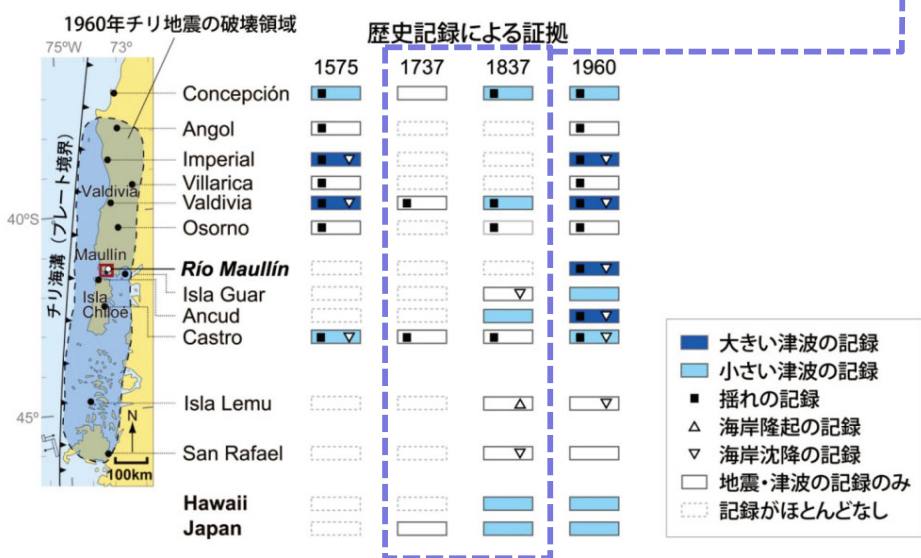 1960年チリ地震の破壊領域
歴史記録による証拠
75ºW 73°
1575 1737 1837 1960
Concepción
Angol
Imperial
Villarica
Valdivia
Osorno
Río Maullín
Isla Guar
Ancud
Castro
Isla Lemu
San Rafael
Hawaii
Japan
チリ海溝(プレート境界)
40°S
45°
Valdivia
Maullín
Isla
Chiloé
N
100km
大きい津波の記録
小さい津波の記録
揺れの記録
海岸隆起の記録
海岸沈降の記録
地震・津波の記録のみ
記録がほとんどなし